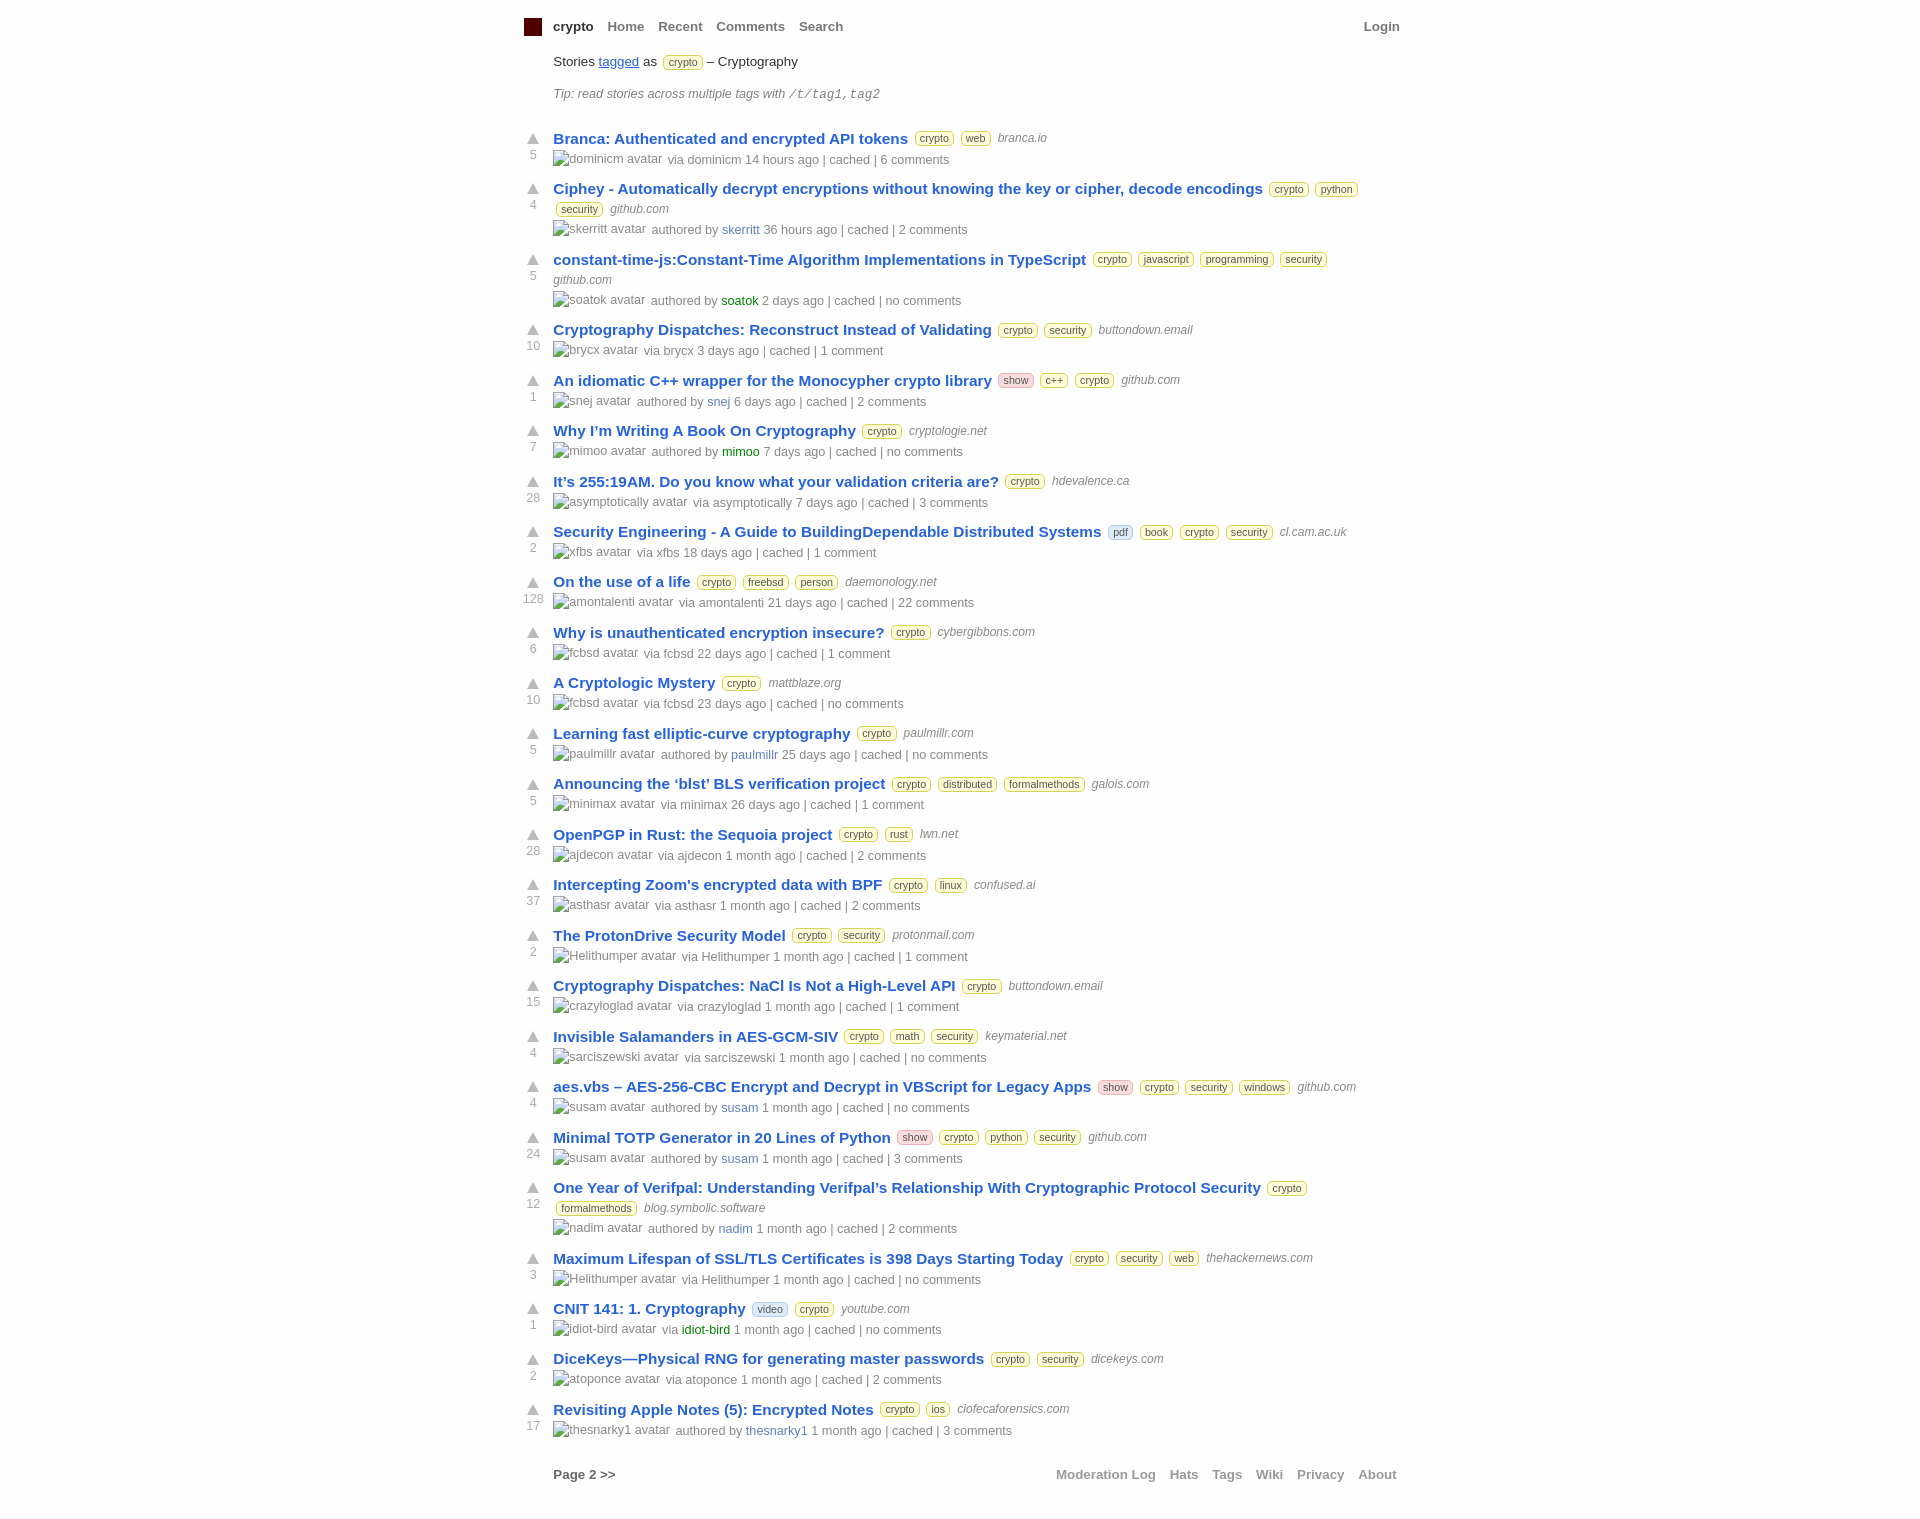 crypto Home Recent Comments Search Login
Stories tagged as crypto – Cryptography
Tip: read stories across multiple tags with /t/tag1,tag2
Branca: Authenticated and encrypted API tokens crypto web branca.io
5 dominicm avatar via dominicm 14 hours ago | cached | 6 comments
Ciphey - Automatically decrypt encryptions without knowing the key or cipher, decode encodings crypto python
4 security github.com
skerritt avatar authored by skerritt 36 hours ago | cached | 2 comments
constant-time-js:Constant-Time Algorithm Implementations in TypeScript crypto javascript programming security
5 github.com
soatok avatar authored by soatok 2 days ago | cached | no comments
Cryptography Dispatches: Reconstruct Instead of Validating crypto security buttondown.email
10 brycx avatar via brycx 3 days ago | cached | 1 comment
An idiomatic C++ wrapper for the Monocypher crypto library show c++ crypto github.com
1 snej avatar authored by snej 6 days ago | cached | 2 comments
Why I’m Writing A Book On Cryptography crypto cryptologie.net
7 mimoo avatar authored by mimoo 7 days ago | cached | no comments
It’s 255:19AM. Do you know what your validation criteria are? crypto hdevalence.ca
28 asymptotically avatar via asymptotically 7 days ago | cached | 3 comments
Security Engineering - A Guide to BuildingDependable Distributed Systems pdf book crypto security cl.cam.ac.uk
2 xfbs avatar via xfbs 18 days ago | cached | 1 comment
On the use of a life crypto freebsd person daemonology.net
128 amontalenti avatar via amontalenti 21 days ago | cached | 22 comments
Why is unauthenticated encryption insecure? crypto cybergibbons.com
6 fcbsd avatar via fcbsd 22 days ago | cached | 1 comment
A Cryptologic Mystery crypto mattblaze.org
10 fcbsd avatar via fcbsd 23 days ago | cached | no comments
Learning fast elliptic-curve cryptography crypto paulmillr.com
5 paulmillr avatar authored by paulmillr 25 days ago | cached | no comments
Announcing the ‘blst’ BLS verification project crypto distributed formalmethods galois.com
5 minimax avatar via minimax 26 days ago | cached | 1 comment
OpenPGP in Rust: the Sequoia project crypto rust lwn.net
28 ajdecon avatar via ajdecon 1 month ago | cached | 2 comments
Intercepting Zoom's encrypted data with BPF crypto linux confused.ai
37 asthasr avatar via asthasr 1 month ago | cached | 2 comments
The ProtonDrive Security Model crypto security protonmail.com
2 Helithumper avatar via Helithumper 1 month ago | cached | 1 comment
Cryptography Dispatches: NaCl Is Not a High-Level API crypto buttondown.email
15 crazyloglad avatar via crazyloglad 1 month ago | cached | 1 comment
Invisible Salamanders in AES-GCM-SIV crypto math security keymaterial.net
4 sarciszewski avatar via sarciszewski 1 month ago | cached | no comments
aes.vbs – AES-256-CBC Encrypt and Decrypt in VBScript for Legacy Apps show crypto security windows github.com
4 susam avatar authored by susam 1 month ago | cached | no comments
Minimal TOTP Generator in 20 Lines of Python show crypto python security github.com
24 susam avatar authored by susam 1 month ago | cached | 3 comments
One Year of Verifpal: Understanding Verifpal’s Relationship With Cryptographic Protocol Security crypto
12 formalmethods blog.symbolic.software
nadim avatar authored by nadim 1 month ago | cached | 2 comments
Maximum Lifespan of SSL/TLS Certificates is 398 Days Starting Today crypto security web thehackernews.com
3 Helithumper avatar via Helithumper 1 month ago | cached | no comments
CNIT 141: 1. Cryptography video crypto youtube.com
1 idiot-bird avatar via idiot-bird 1 month ago | cached | no comments
DiceKeys—Physical RNG for generating master passwords crypto security dicekeys.com
2 atoponce avatar via atoponce 1 month ago | cached | 2 comments
Revisiting Apple Notes (5): Encrypted Notes crypto ios ciofecaforensics.com
17 thesnarky1 avatar authored by thesnarky1 1 month ago | cached | 3 comments
Page 2 >> Moderation Log Hats Tags Wiki Privacy About